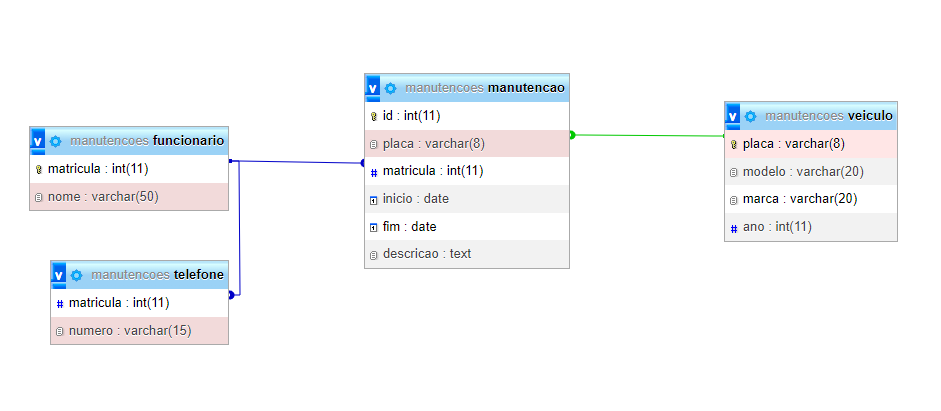 manutencoes funcionario
matricula : int(11)
nome : varchar(50)
manutencoes telefone
matricula : int(11)
numero : varchar(15)
manutencoes manutencao
id : int(11)
placa : varchar(8)
matricula : int(11)
inicio : date
fim : date
descricao : text
manutencoes veiculo
placa : varchar(8)
modelo : varchar(20)
marca : varchar(20)
ano : int(11)